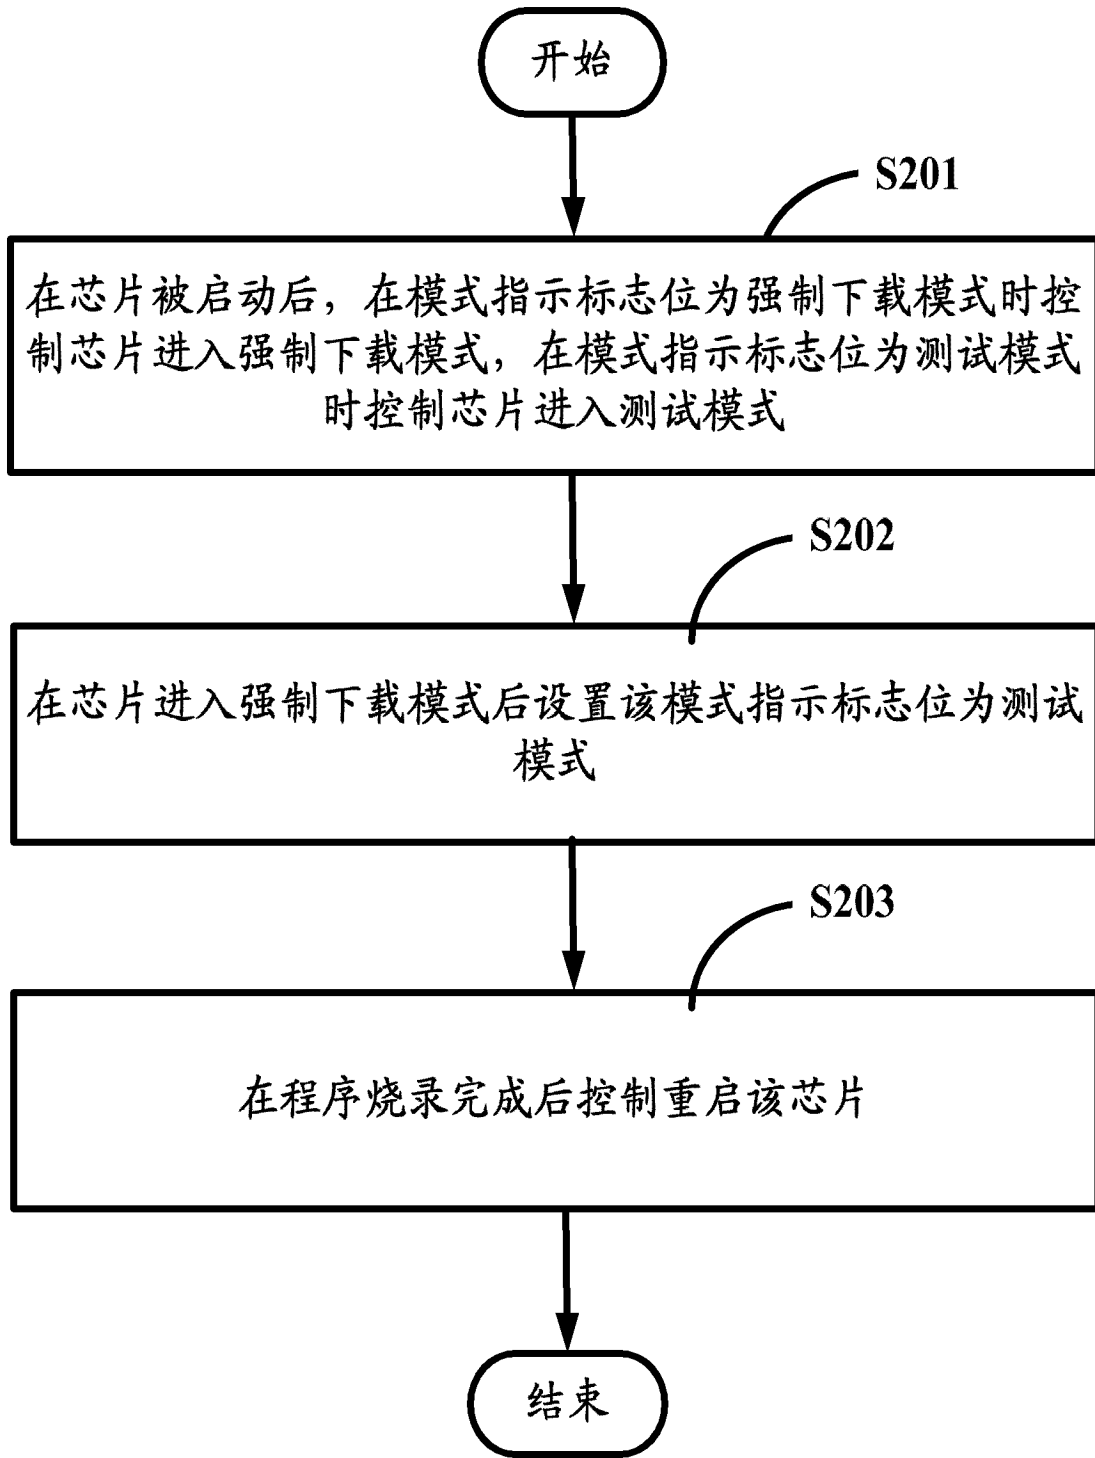 开始
S201
在芯片被启动后，在模式指示标志位为强制下载模式时控
制芯片进入强制下载模式，在模式指示标志位为测试模式
时控制芯片进入测试模式
S202
在芯片进入强制下载模式后设置该模式指示标志位为测试
模式
S203
在程序烧录完成后控制重启该芯片
结束